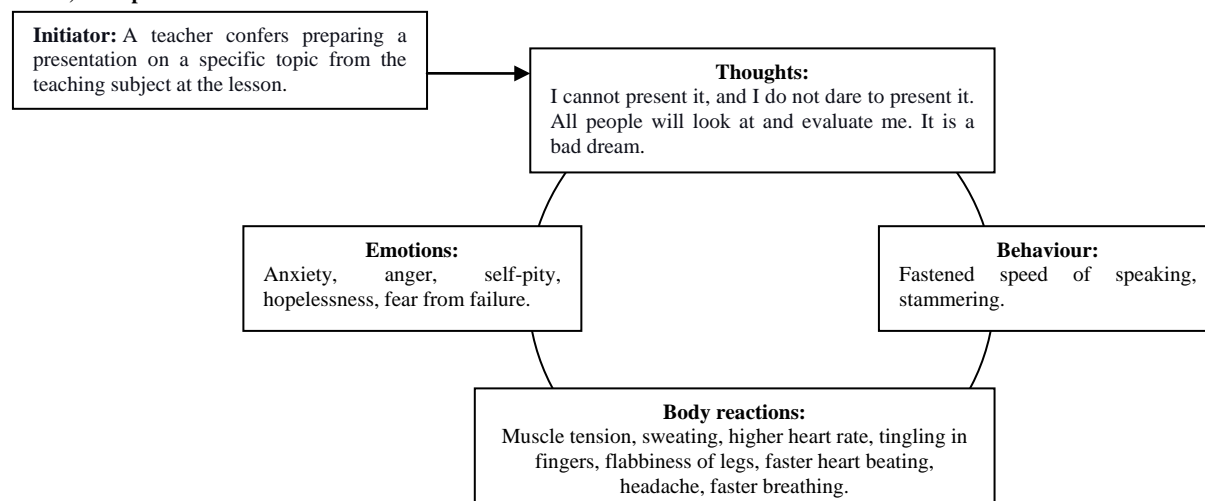 Initiator: A teacher confers preparing a
presentation on a specific topic from the
teaching subject at the lesson.
Thoughts:
I cannot present it, and I do not dare to present it.
All people will look at and evaluate me. It is a
bad dream.
Emotions:
Anxiety, anger, self-pity,
hopelessness, fear from failure.
Behaviour:
Fastened speed of speaking,
stammering.
Body reactions:
Muscle tension, sweating, higher heart rate, tingling in
fingers, flabbiness of legs, faster heart beating,
headache, faster breathing.